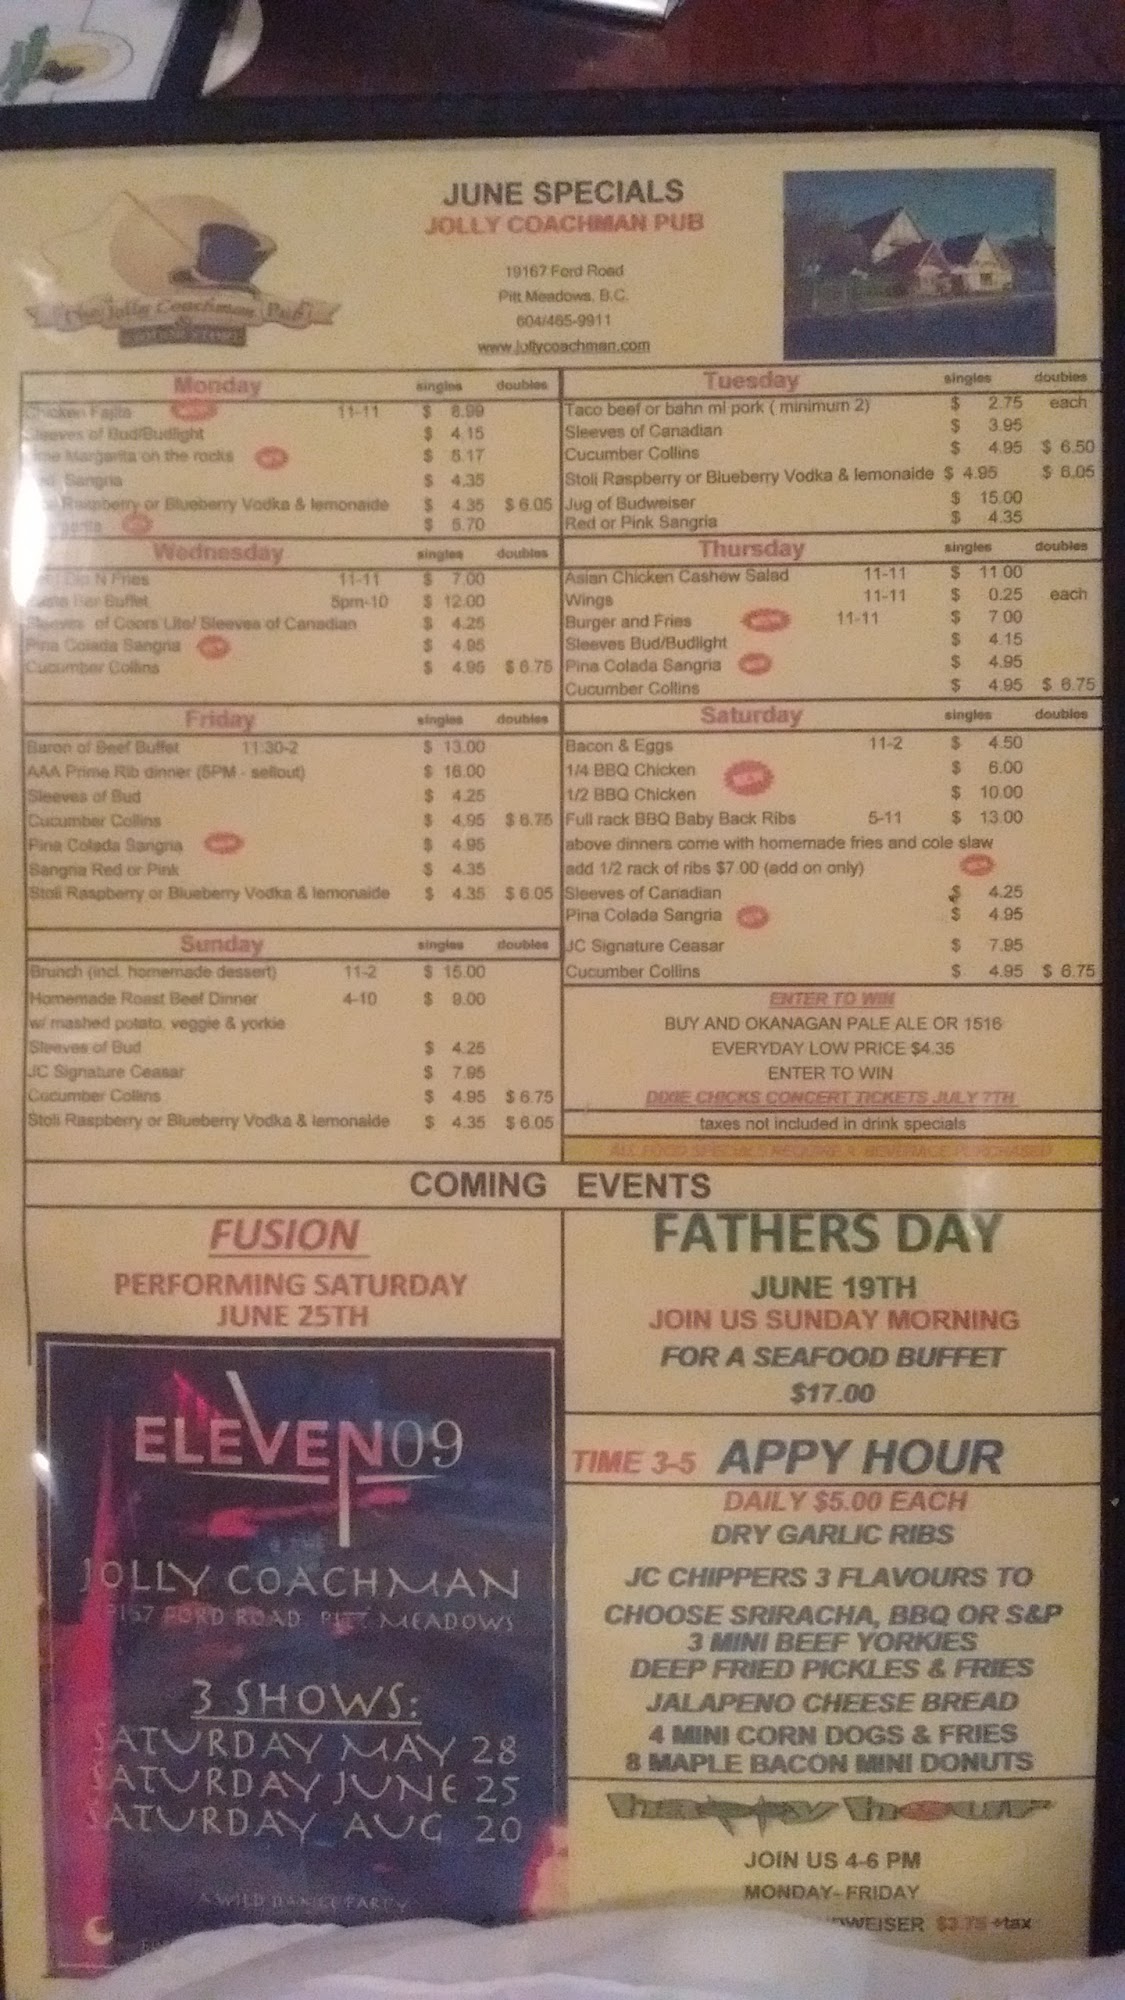 JUNE SPECIALS
JOLLY COACHMAN PUB
The Jolly Coachman Pub
19167 Ford Road
Pitt Meadows, B.C.
604/465-9911
www.jollycoachman.com
Monday singles doubles
Chicken Fajita 11-11 $ 8.99
Sleeves of Bud/Budlight $ 4.15
Margarita on the rocks $ 5.17
Sangria $ 4.35
Raspberry or Blueberry Vodka & lemonaide $ 4.35 $ 6.05
$ 5.70
Tuesday singles doubles
Taco beef or bahn mi pork ( minimum 2) $ 2.75 each
Sleeves of Canadian $ 3.95
Cucumber Collins $ 4.95 $ 6.50
Stoli Raspberry or Blueberry Vodka & lemonaide $ 4.95 $ 6.05
Jug of Budweiser $ 15.00
Red or Pink Sangria $ 4.35
Wednesday singles doubles
Dip N Fries 11-11 $ 7.00
Bar Buffet 5pm-10 $ 12.00
Sleeves of Coors Lite/ Sleeves of Canadian $ 4.25
Pina Colada Sangria $ 4.95
Cucumber Collins $ 4.95 $ 6.75
Thursday singles doubles
Asian Chicken Cashew Salad 11-11 $ 11.00
Wings 11-11 $ 0.25 each
Burger and Fries 11-11 $ 7.00
Sleeves Bud/Budlight $ 4.15
Pina Colada Sangria $ 4.95
Cucumber Collins $ 4.95 $ 6.75
Friday singles doubles
Baron of Beef Buffet 11:30-2 $ 13.00
AAA Prime Rib dinner (5PM - sellout) $ 16.00
Sleeves of Bud $ 4.25
Cucumber Collins $ 4.95 $ 6.75
Pina Colada Sangria $ 4.95
Sangria Red or Pink $ 4.35
Stoli Raspberry or Blueberry Vodka & lemonaide $ 4.35 $ 6.05
Saturday singles doubles
Bacon & Eggs 11-2 $ 4.50
1/4 BBQ Chicken $ 6.00
1/2 BBQ Chicken $ 10.00
Full rack BBQ Baby Back Ribs 5-11 $ 13.00
above dinners come with homemade fries and cole slaw
add 1/2 rack of ribs $7.00 (add on only)
Sleeves of Canadian $ 4.25
Pina Colada Sangria $ 4.95
JC Signature Ceasar $ 7.95
Cucumber Collins $ 4.95 $ 6.75
Sunday singles doubles
Brunch (incl. homemade dessert) 11-2 $ 15.00
Homemade Roast Beef Dinner 4-10 $ 9.00
w/ mashed potato, veggie & yorkie
Sleeves of Bud $ 4.25
JC Signature Ceasar $ 7.95
Cucumber Collins $ 4.95 $ 6.75
Stoli Raspberry or Blueberry Vodka & lemonaide $ 4.35 $ 6.05
ENTER TO WIN
BUY AND OKANAGAN PALE ALE OR 1516
EVERYDAY LOW PRICE $4.35
ENTER TO WIN
DIXIE CHICKS CONCERT TICKETS JULY 7TH
taxes not included in drink specials
ALL FOOD SPECIALS REQUIRE A BEVERAGE PURCHASED
COMING EVENTS
FUSION
PERFORMING SATURDAY
JUNE 25TH
ELEVEN09
@ THE
JOLLY COACHMAN
9167 FORD ROAD PITT MEADOWS
3 SHOWS:
SATURDAY MAY 28
SATURDAY JUNE 25
SATURDAY AUG 20
A WILD DANCE PARTY
FATHERS DAY
JUNE 19TH
JOIN US SUNDAY MORNING
FOR A SEAFOOD BUFFET
$17.00
TIME 3-5 APPY HOUR
DAILY $5.00 EACH
DRY GARLIC RIBS
JC CHIPPERS 3 FLAVOURS TO
CHOOSE SRIRACHA, BBQ OR S&P
3 MINI BEEF YORKIES
DEEP FRIED PICKLES & FRIES
JALAPENO CHEESE BREAD
4 MINI CORN DOGS & FRIES
8 MAPLE BACON MINI DONUTS
happy hour
JOIN US 4-6 PM
MONDAY- FRIDAY
DWEISER $3.75 +tax